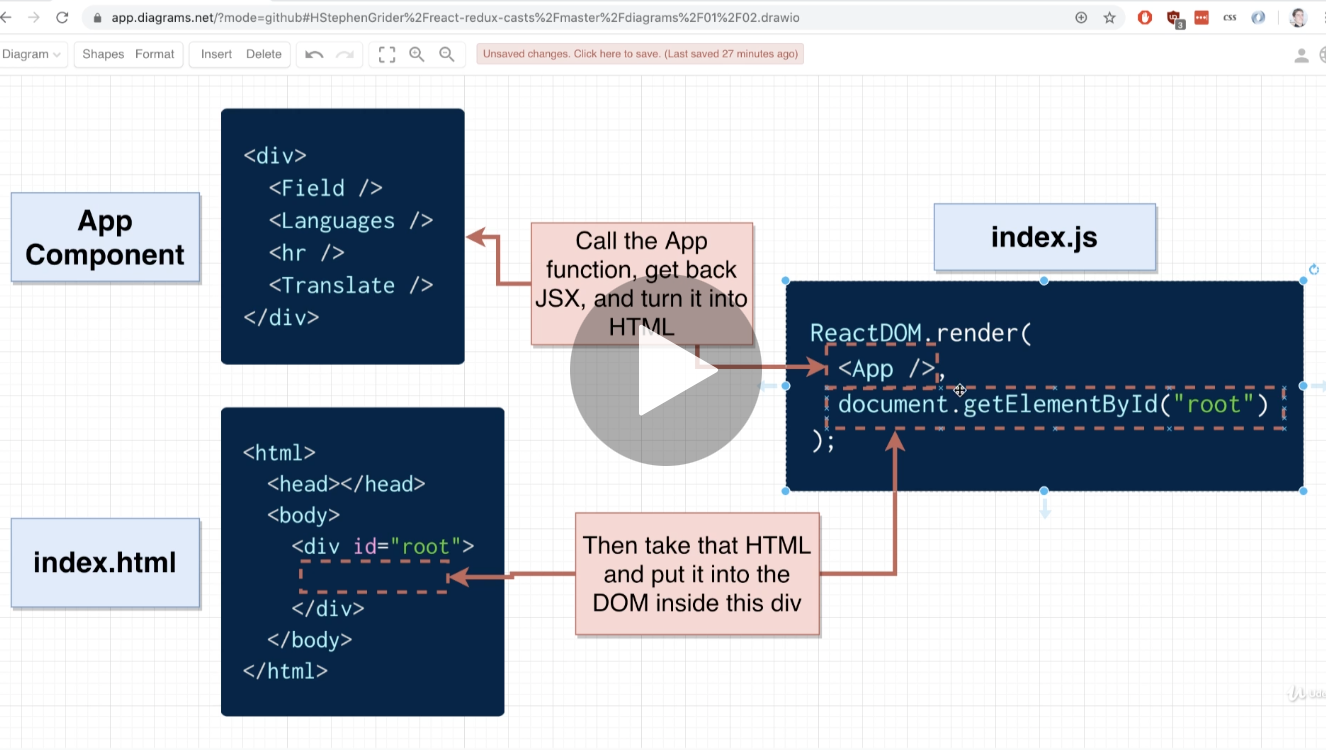 app.diagrams.net/?mode=github#HStephenGrider%2Freact-redux-casts%2Fmaster%2Fdiagrams%2F01%2F02.drawio
3
css
Diagram
Shapes
Format
Insert
Delete
Unsaved changes. Click here to save. (Last saved 27 minutes ago)
App
Component
<div>
<Field />
<Languages />
<hr />
<Translate />
</div>
Call the App
function, get back
JSX, and turn it into
HTML
index.js
ReactDOM.render(
<App />,
document.getElementById("root")
);
index.html
<html>
<head></head>
<body>
<div id="root">
</div>
</body>
</html>
Then take that HTML
and put it into the
DOM inside this div